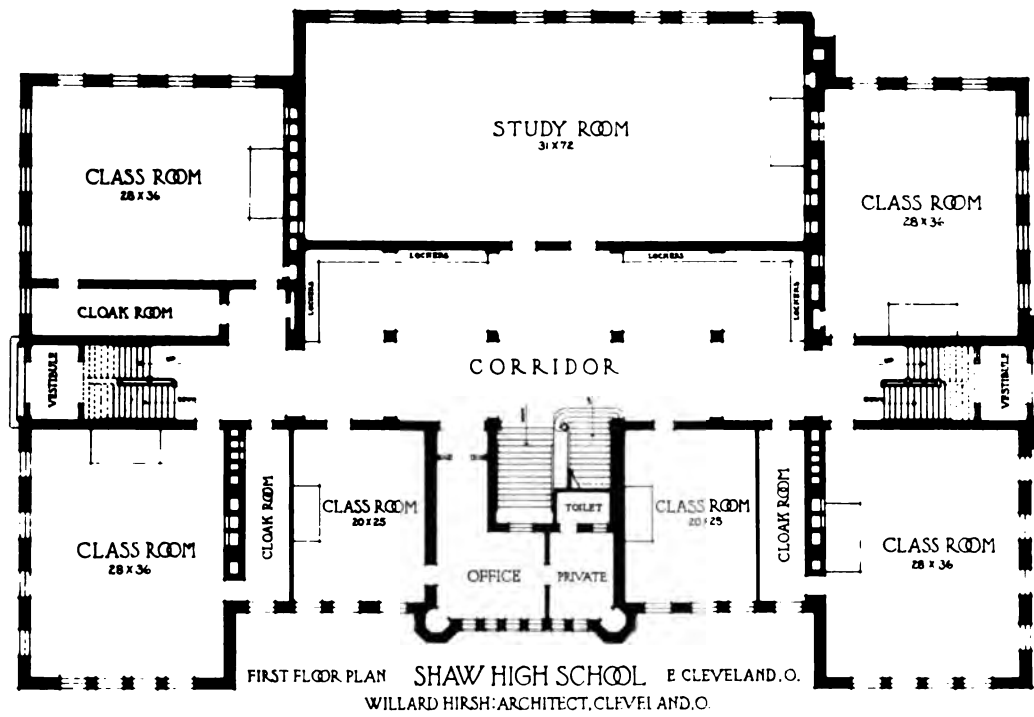 STUDY ROOM
31 X 72
CLASS ROOM
28 X 36
CLASS ROOM
28 X 36
LOCKERS
LOCKERS
LOCKERS
LOCKERS
CLOAK ROOM
CORRIDOR
VESTIBULE
VESTIBULE
CLASS ROOM
20 X 25
TOILET
CLASS ROOM
20 X 25
CLOAK ROOM
CLOAK ROOM
CLASS ROOM
28 X 36
CLASS ROOM
28 X 36
OFFICE
PRIVATE
FIRST FLOOR PLAN SHAW HIGH SCHOOL E CLEVELAND, O.
WILLARD HIRSH: ARCHITECT, CLEVELAND, O.